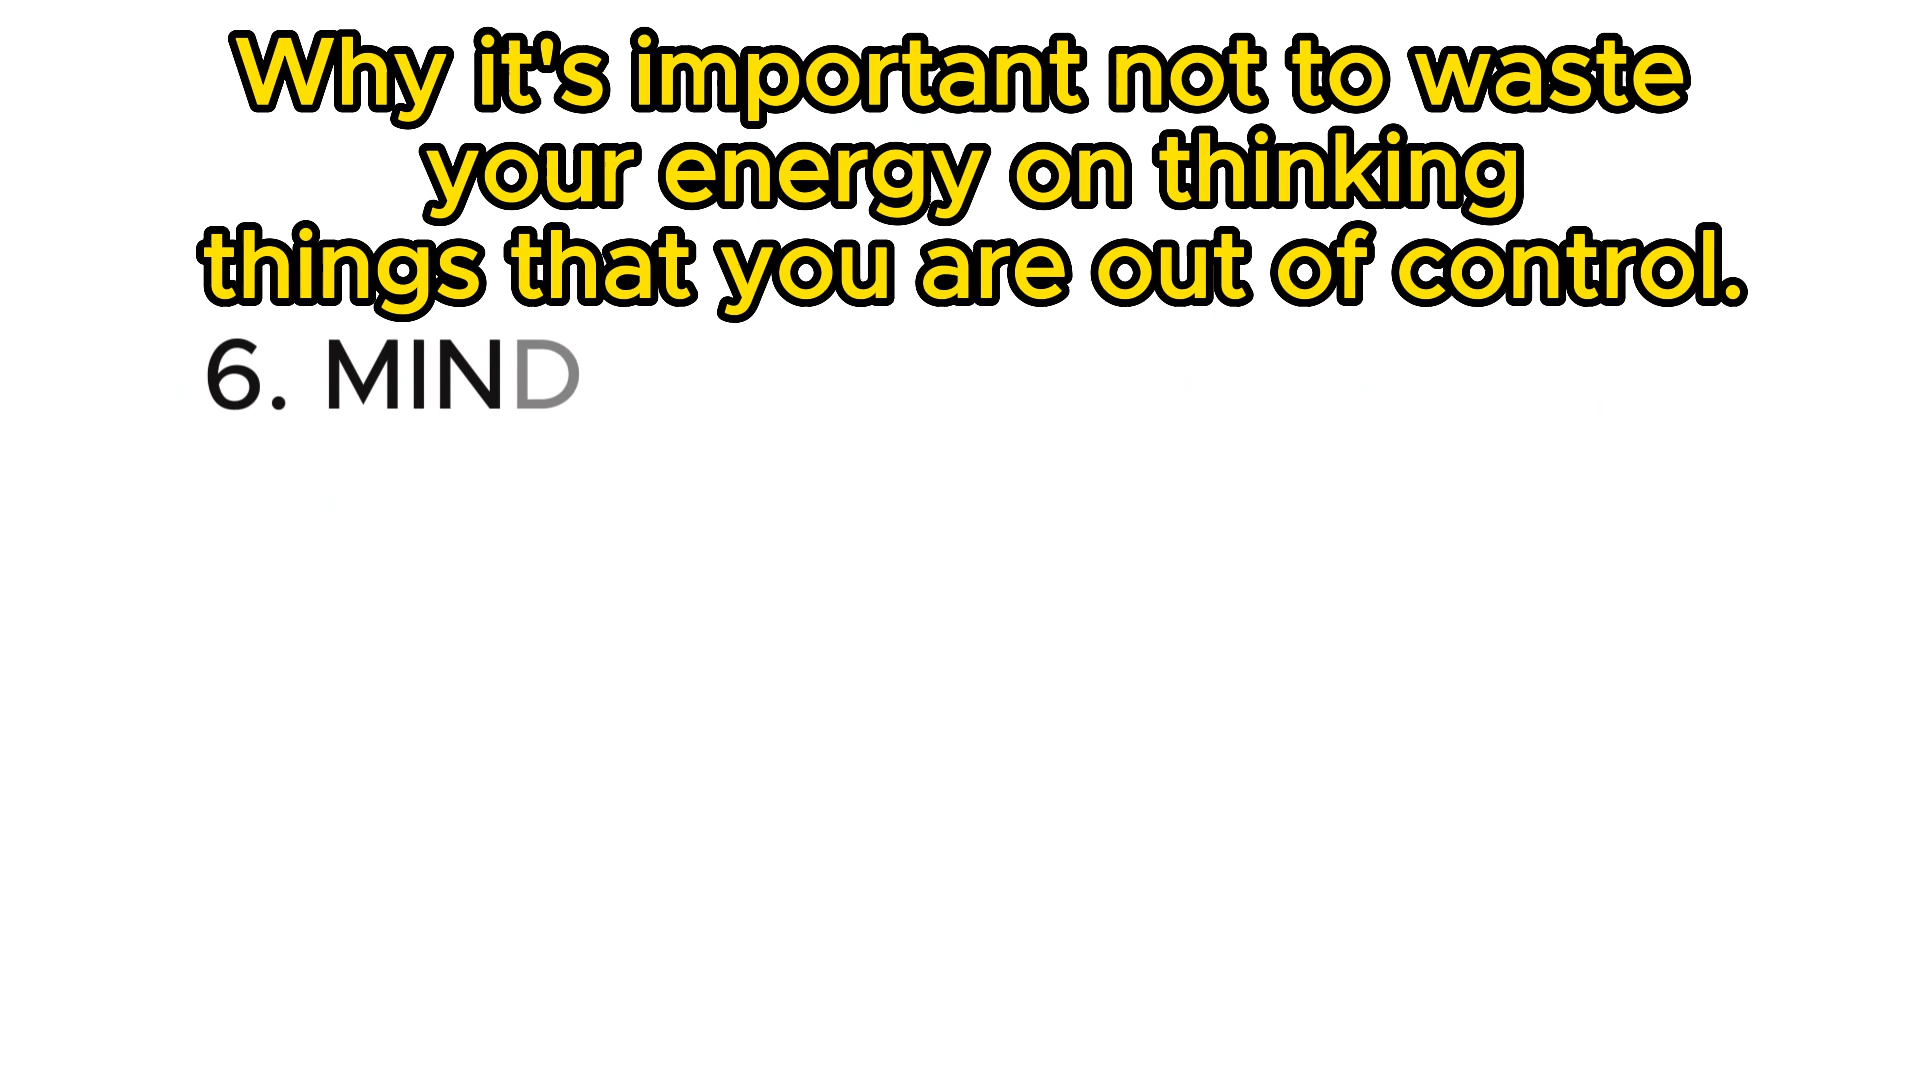 Why it's important not to waste
your energy on thinking
things that you are out of control.
6. MIND